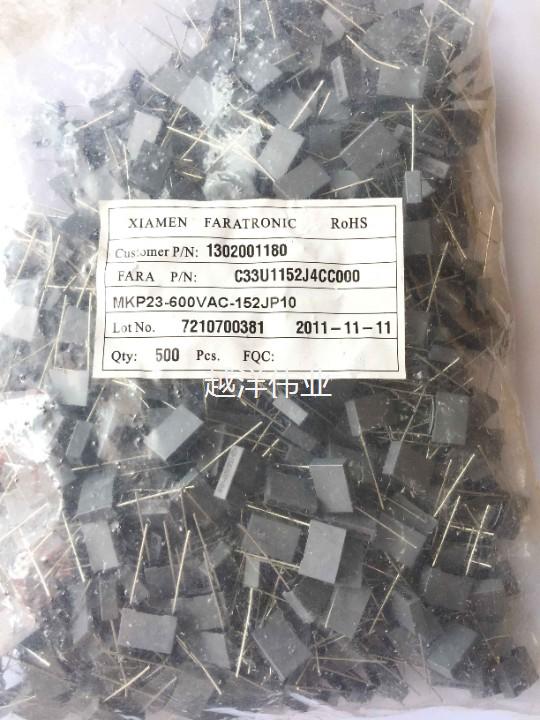 XIAMEN FARATRONIC RoHS
Customer P/N: 1302001180
FARA P/N: C33U1152J4CC000
MKP23-600VAC-152JP10
Lot No. 7210700381 2011-11-11
Qty: 500 Pcs. FQC:
越洋伟业